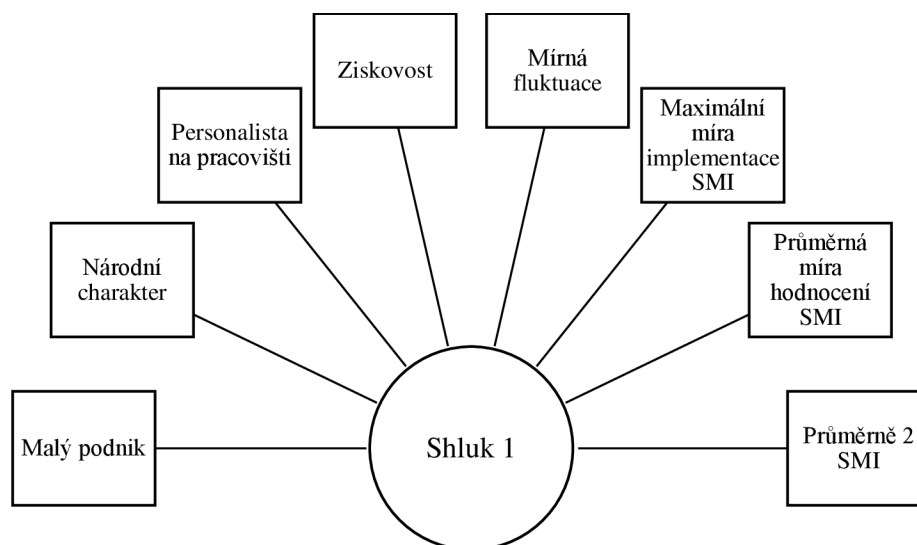 Ziskovost
Mírná
fluktuace
Personalista
na pracovišti
Maximální
míra
implementace
SMI
Národní
charakter
Průměrná
míra
hodnocení
SMI
Malý podnik
Shluk 1
Průměrně 2
SMI